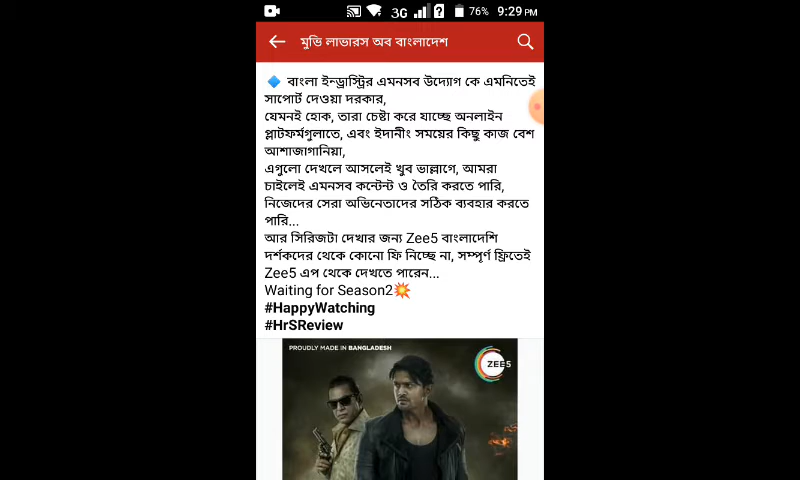 3G 76% 9:29 PM
মুভি লাভারস অব বাংলাদেশ
🔷 বাংলা ইন্ড্রাস্ট্রির এমনসব উদ্যোগ কে এমনিতেই
সাপোর্ট দেওয়া দরকার,
যেমনই হোক, তারা চেষ্টা করে যাচ্ছে অনলাইন
প্লাটফর্মগুলাতে, এবং ইদানীং সময়ের কিছু কাজ বেশ
আশাজাগানিয়া,
এগুলো দেখলে আসলেই খুব ভাল্লাগে, আমরা
চাইলেই এমনসব কন্টেন্ট ও তৈরি করতে পারি,
নিজেদের সেরা অভিনেতাদের সঠিক ব্যবহার করতে
পারি...
আর সিরিজটা দেখার জন্য Zee5 বাংলাদেশি
দর্শকদের থেকে কোনো ফি নিচ্ছে না, সম্পূর্ণ ফ্রিতেই
Zee5 এপ থেকে দেখতে পারেন...
Waiting for Season2💥
#HappyWatching
#HrSReview
PROUDLY MADE IN BANGLADESH
ZEE5